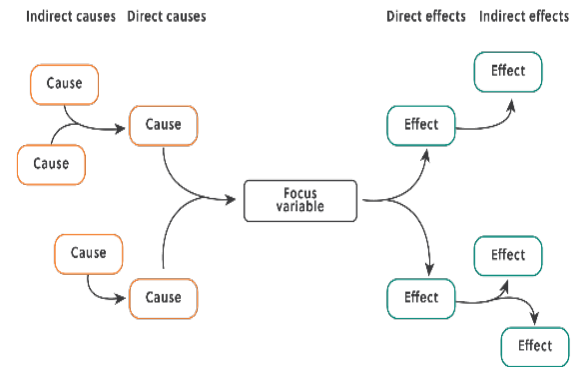 Indirect causes Direct causes Direct effects Indirect effects
Cause
Effect
Cause
Effect
Cause
Focus
variable
Cause
Effect
Cause
Effect
Effect